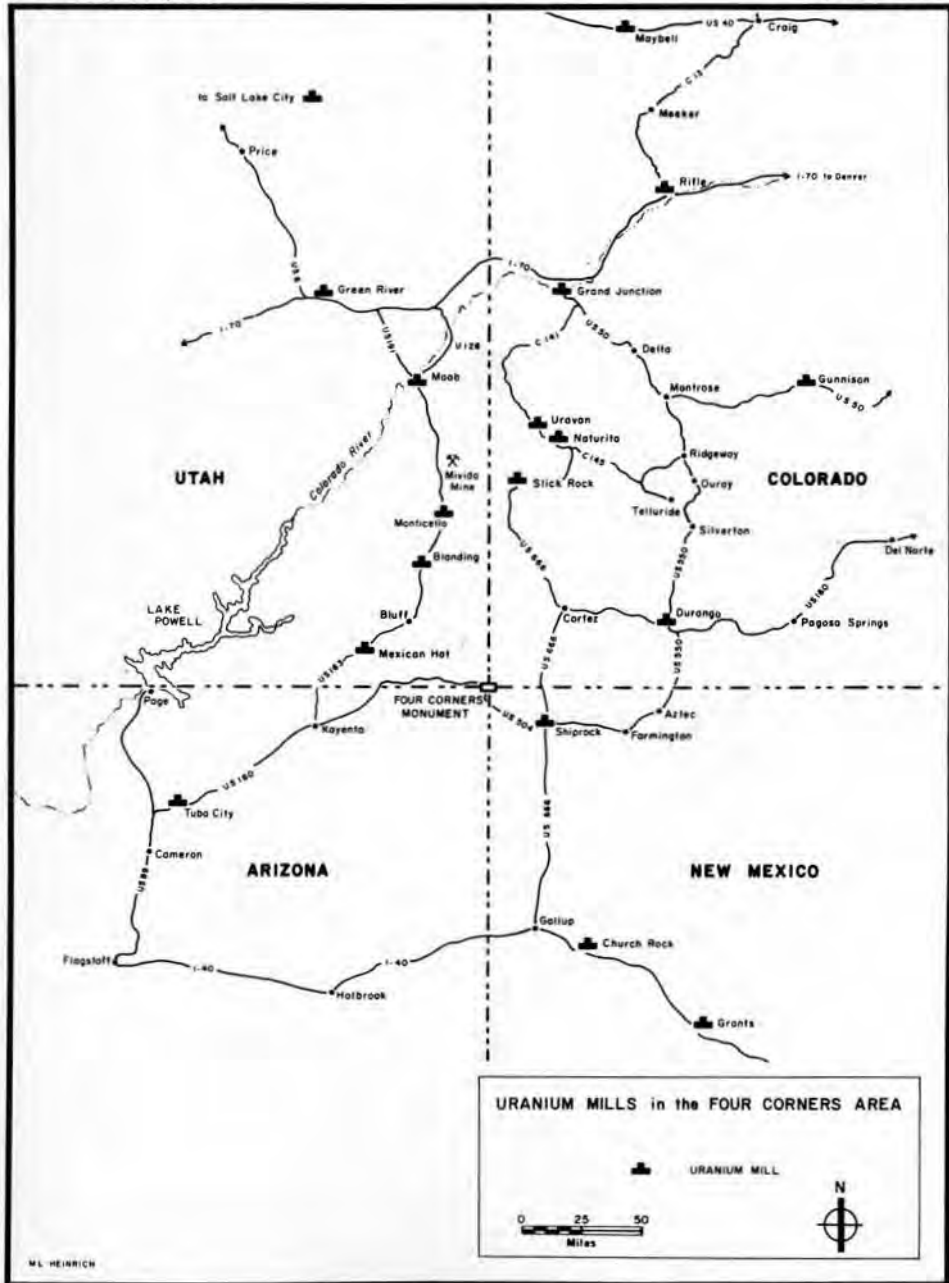 US 40
Craig
Maybell
to Salt Lake City
C 13
Meeker
Price
Rifle
I-70 to Denver
US 6
I-70
Green River
Grand Junction
I-70
US 191
U 128
C 141
US 50
Delta
Moab
Montrose
Gunnison
US 50
Uravan
Naturita
Colorado River
UTAH
Mivida
Mine
C 145
Ridgeway
Slick Rock
Ouray
COLORADO
Telluride
Monticello
Silverton
US 666
US 550
Del Norte
Blanding
US 160
LAKE
POWELL
Bluff
Cortez
Durango
Pagosa Springs
Mexican Hat
US 163
US 666
US 550
Page
FOUR CORNERS
MONUMENT
Kayenta
US 504
Shiprock
Aztec
Farmington
US 160
Tuba City
US 666
Cameron
US 89
ARIZONA
NEW MEXICO
Gallup
Church Rock
Flagstaff
I-40
I-40
Holbrook
Grants
URANIUM MILLS in the FOUR CORNERS AREA
URANIUM MILL
N
0 25 50
Miles
ML HEINRICH